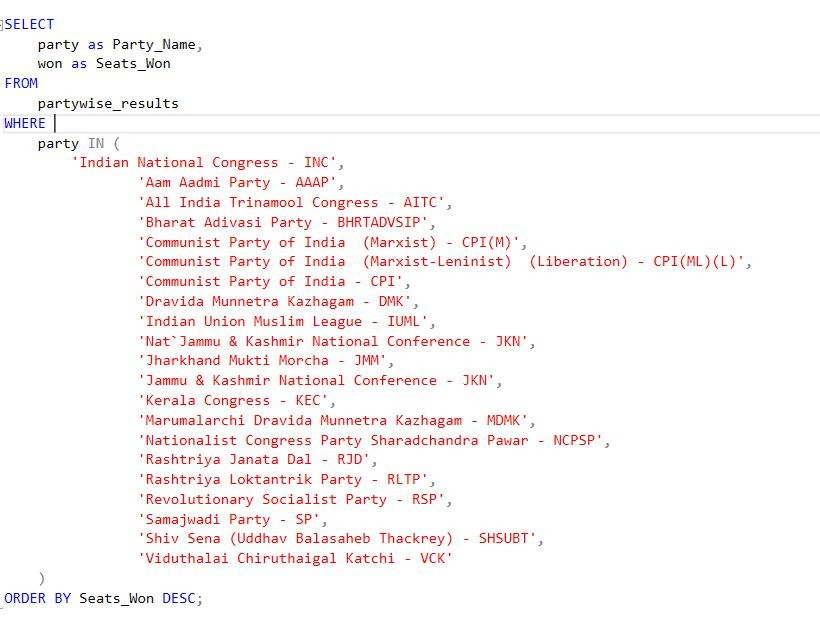 SELECT
    party as Party_Name,
    won as Seats_Won
FROM
    partywise_results
WHERE
    party IN (
        'Indian National Congress - INC',
                'Aam Aadmi Party - AAAP',
                'All India Trinamool Congress - AITC',
                'Bharat Adivasi Party - BHRTADVSIP',
                'Communist Party of India  (Marxist) - CPI(M)',
                'Communist Party of India  (Marxist-Leninist)  (Liberation) - CPI(ML)(L)',
                'Communist Party of India - CPI',
                'Dravida Munnetra Kazhagam - DMK',
                'Indian Union Muslim League - IUML',
                'Nat`Jammu & Kashmir National Conference - JKN',
                'Jharkhand Mukti Morcha - JMM',
                'Jammu & Kashmir National Conference - JKN',
                'Kerala Congress - KEC',
                'Marumalarchi Dravida Munnetra Kazhagam - MDMK',
                'Nationalist Congress Party Sharadchandra Pawar - NCPSP',
                'Rashtriya Janata Dal - RJD',
                'Rashtriya Loktantrik Party - RLTP',
                'Revolutionary Socialist Party - RSP',
                'Samajwadi Party - SP',
                'Shiv Sena (Uddhav Balasaheb Thackrey) - SHSUBT',
                'Viduthalai Chiruthaigal Katchi - VCK'
    )
ORDER BY Seats_Won DESC;